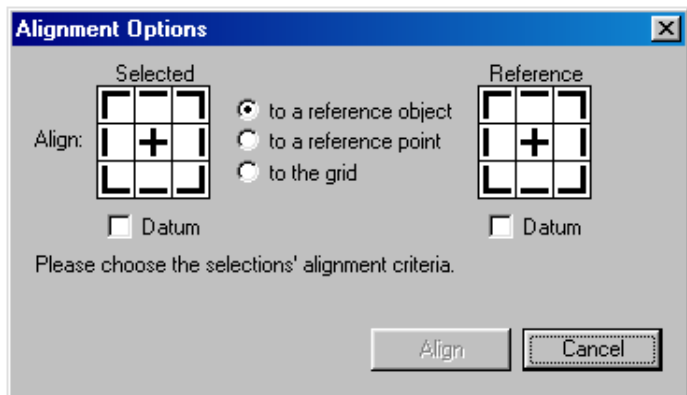 Alignment Options
Selected
Reference
Align:
to a reference object
to a reference point
to the grid
Datum
Datum
Please choose the selections' alignment criteria.
Align
Cancel